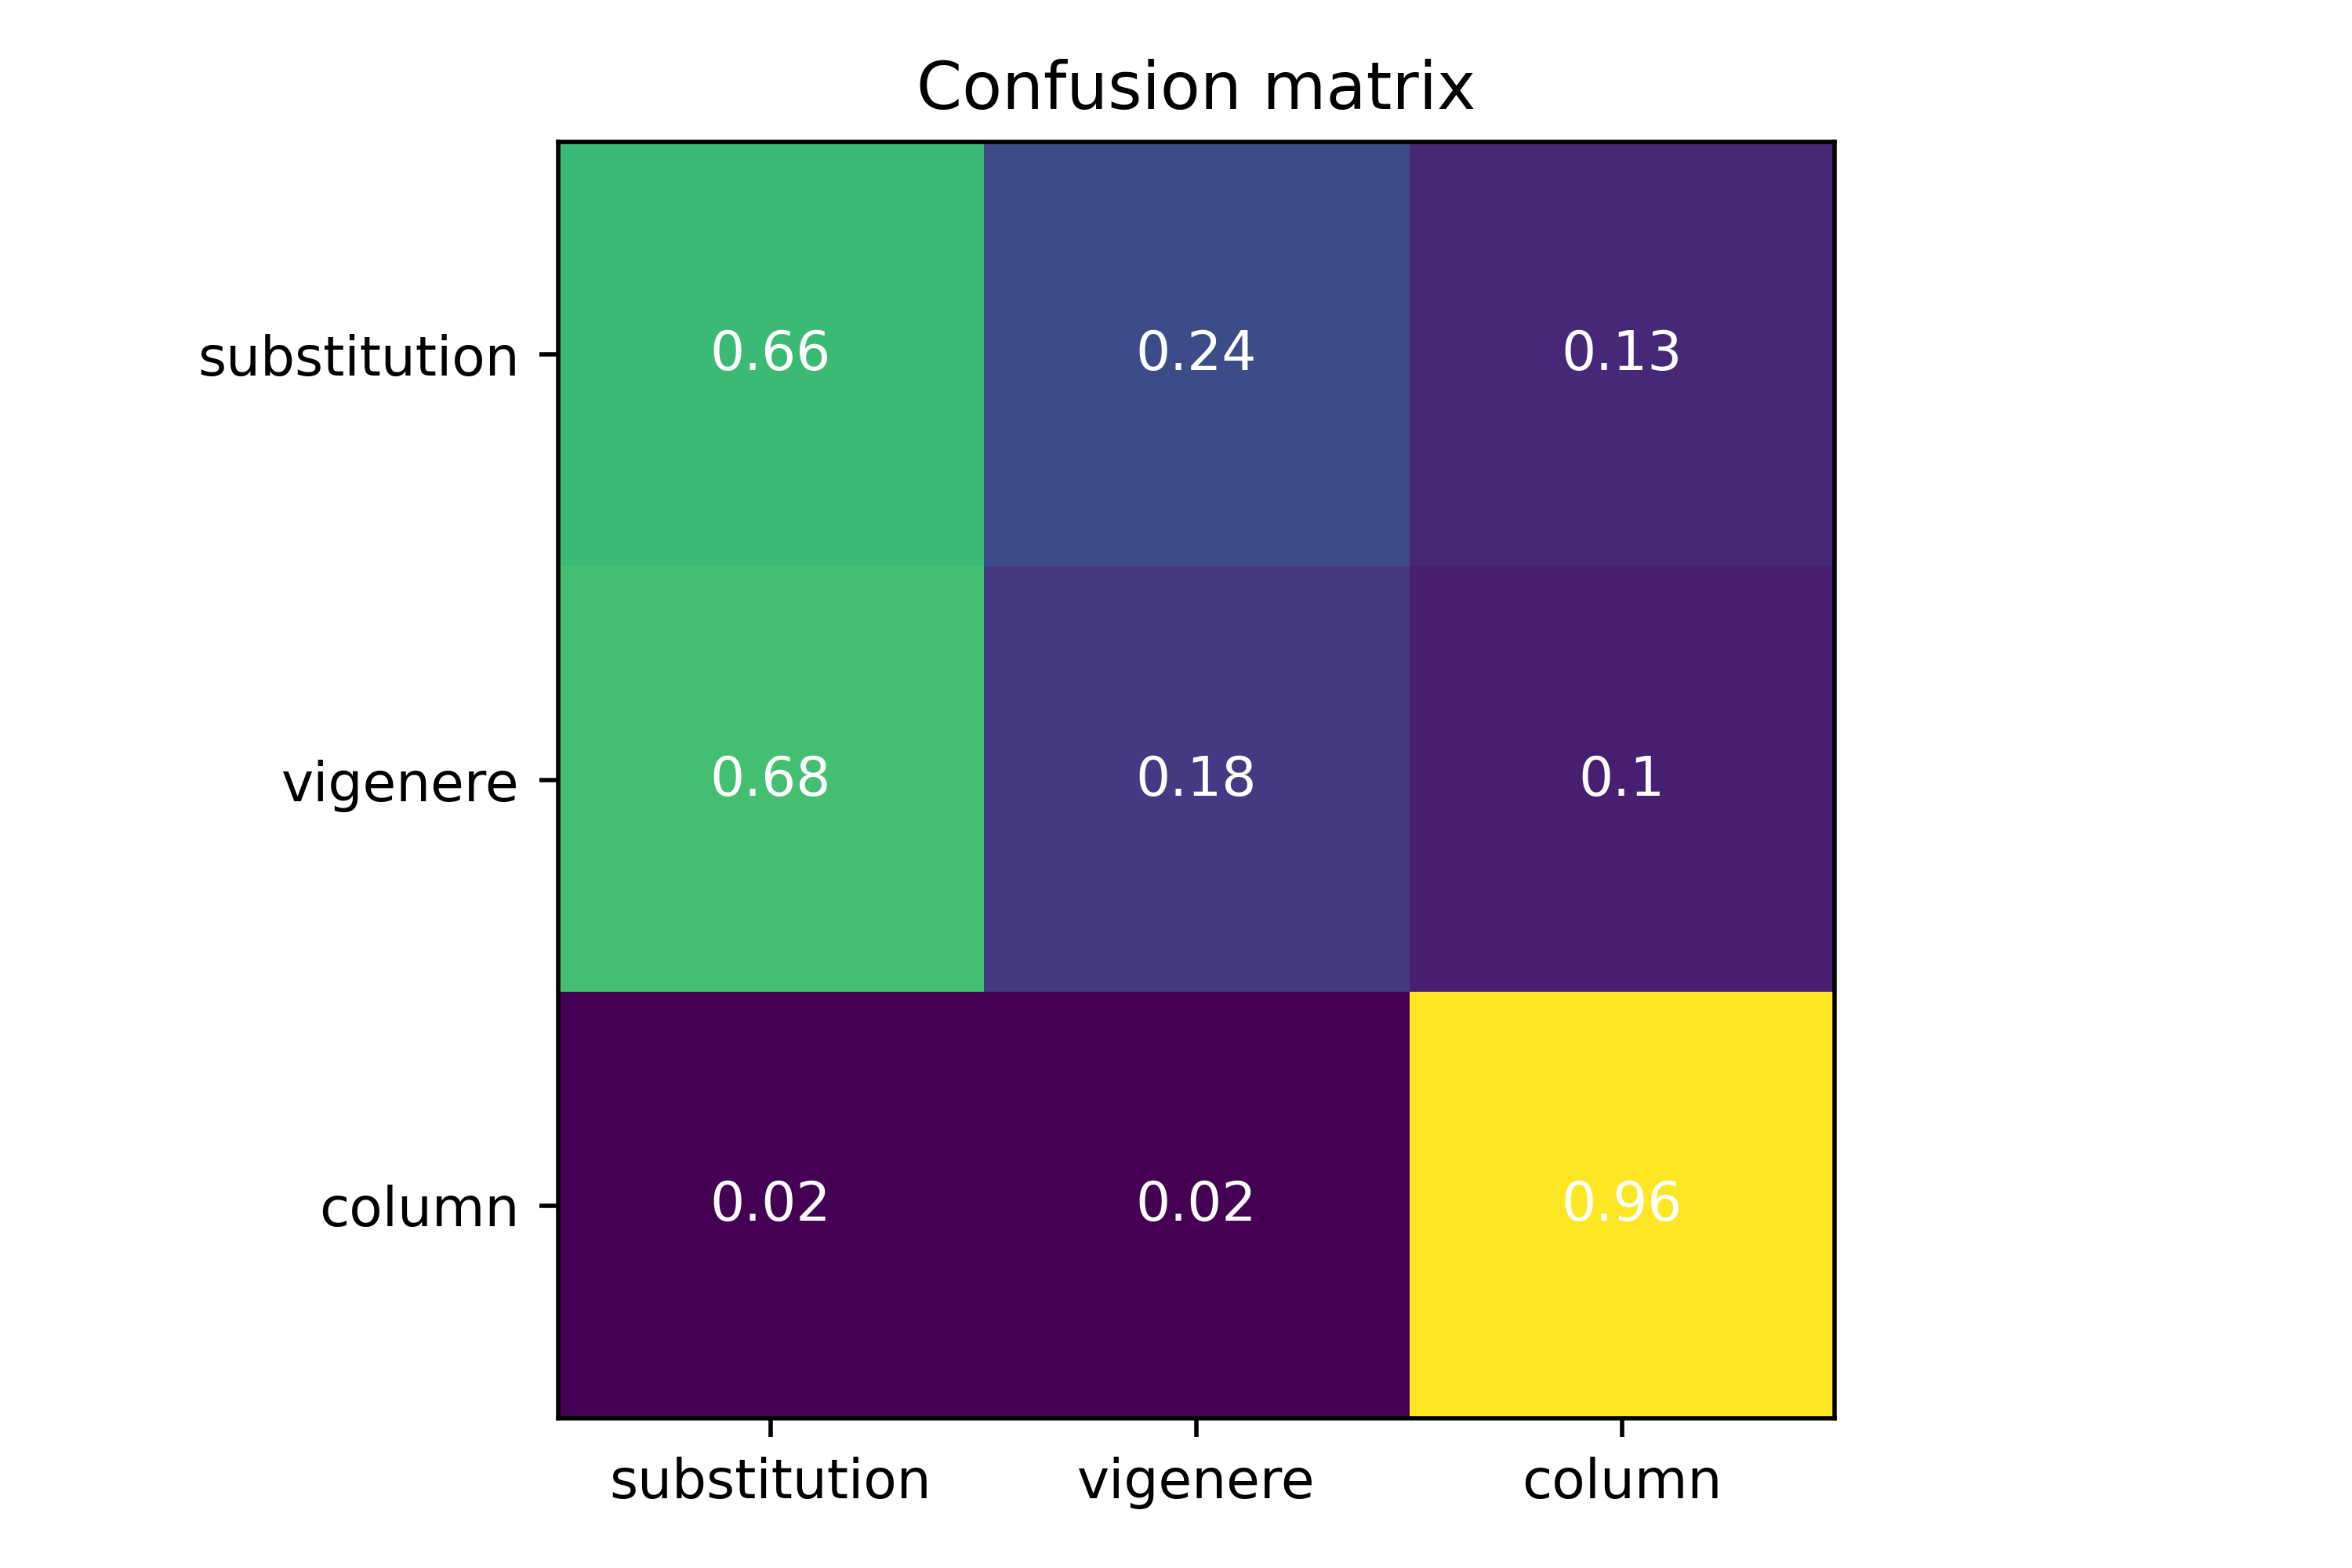 Confusion matrix
substitution 0.66 0.24 0.13
vigenere 0.68 0.18 0.1
column 0.02 0.02 0.96
substitution vigenere column